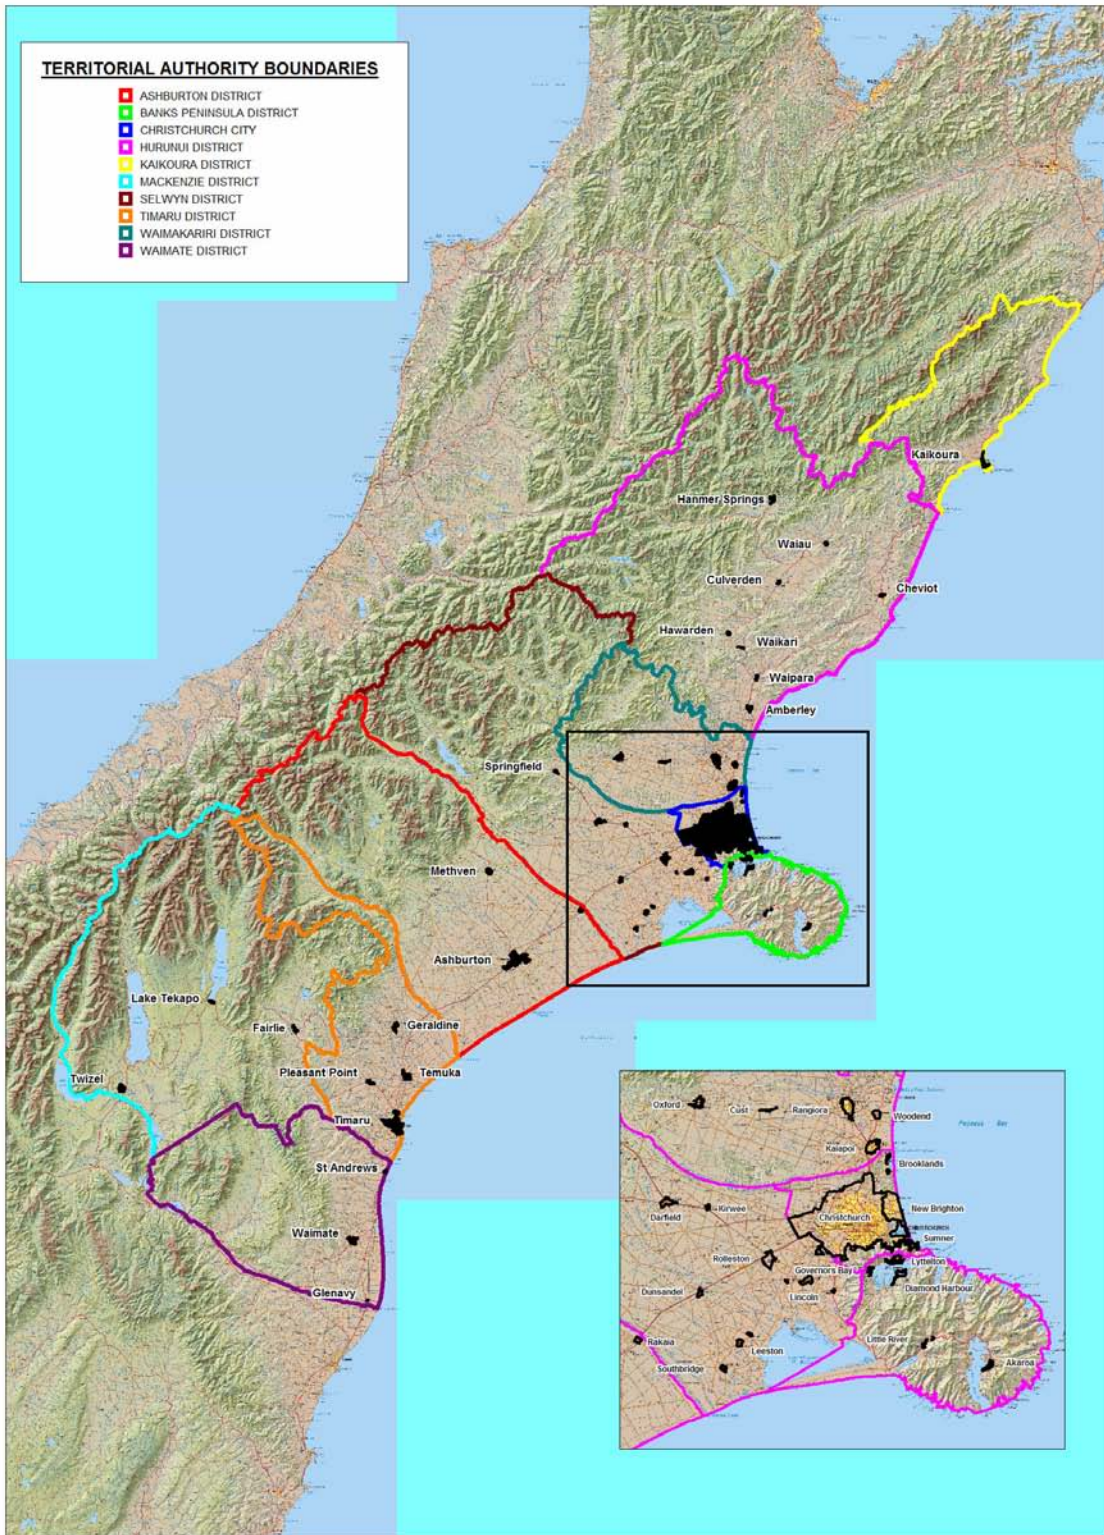 TERRITORIAL AUTHORITY BOUNDARIES
ASHBURTON DISTRICT
BANKS PENINSULA DISTRICT
CHRISTCHURCH CITY
HURUNUI DISTRICT
KAIKOURA DISTRICT
MACKENZIE DISTRICT
SELWYN DISTRICT
TIMARU DISTRICT
WAIMAKARIRI DISTRICT
WAIMATE DISTRICT
Kaikoura
Hanmer Springs
Waiau
Culverden
Cheviot
Hawarden
Waikari
Waipara
Amberley
Springfield
Methven
Ashburton
Lake Tekapo
Fairlie
Geraldine
Twizel
Pleasant Point
Temuka
Timaru
St Andrews
Waimate
Glenavy
Oxford
Cust
Rangiora
Woodend
Pegasus Bay
Kaiapoi
Brooklands
Darfield
Kirwee
Christchurch
New Brighton
Sumner
Rolleston
Governors Bay
Lyttelton
Diamond Harbour
Dunsandel
Lincoln
Rakaia
Little River
Leeston
Southbridge
Akaroa